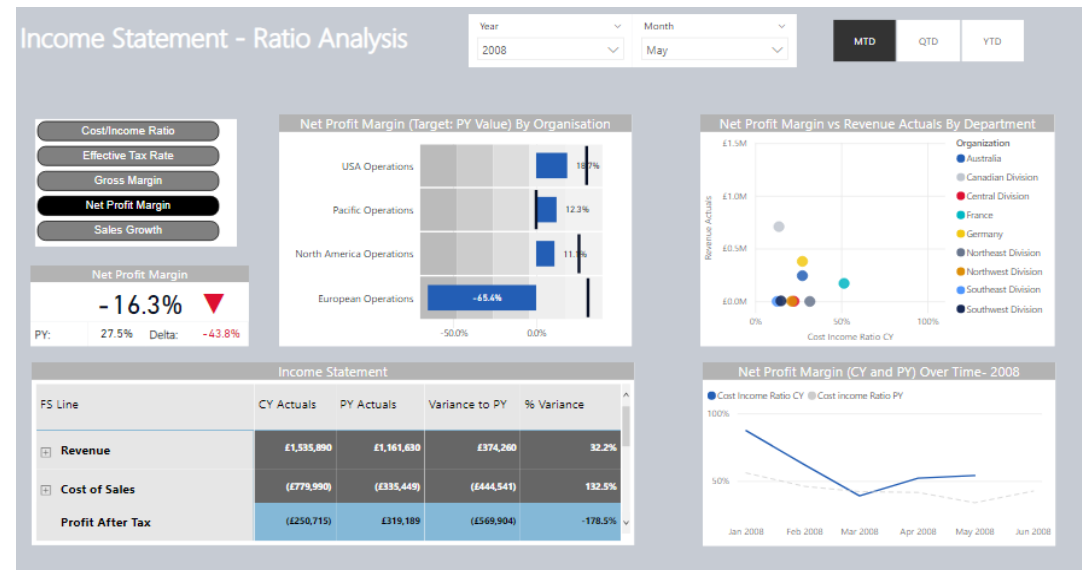 Income Statement - Ratio Analysis
Year
2008
Month
May
MTD
QTD
YTD
Cost/Income Ratio
Effective Tax Rate
Gross Margin
Net Profit Margin
Sales Growth
Net Profit Margin
-16.3%
PY: 27.5% Delta: -43.8%
Net Profit Margin (Target: PY Value) By Organisation
USA Operations
Pacific Operations 12.3%
North America Operations
European Operations -65.4%
-50.0% 0.0%
Net Profit Margin vs Revenue Actuals By Department
Revenue Actuals
£1.5M
£1.0M
£0.5M
£0.0M
0% 50% 100%
Cost Income Ratio CY
Organization
Australia
Canadian Division
Central Division
France
Germany
Northeast Division
Northwest Division
Southeast Division
Southwest Division
Income Statement
FS Line CY Actuals PY Actuals Variance to PY % Variance
Revenue £1,535,890 £1,161,630 £374,260 32.2%
Cost of Sales (£779,990) (£335,449) (£444,541) 132.5%
Profit After Tax (£250,715) £319,189 (£569,904) -178.5%
Net Profit Margin (CY and PY) Over Time- 2008
Cost Income Ratio CY Cost income Ratio PY
100%
50%
Jan 2008 Feb 2008 Mar 2008 Apr 2008 May 2008 Jun 2008